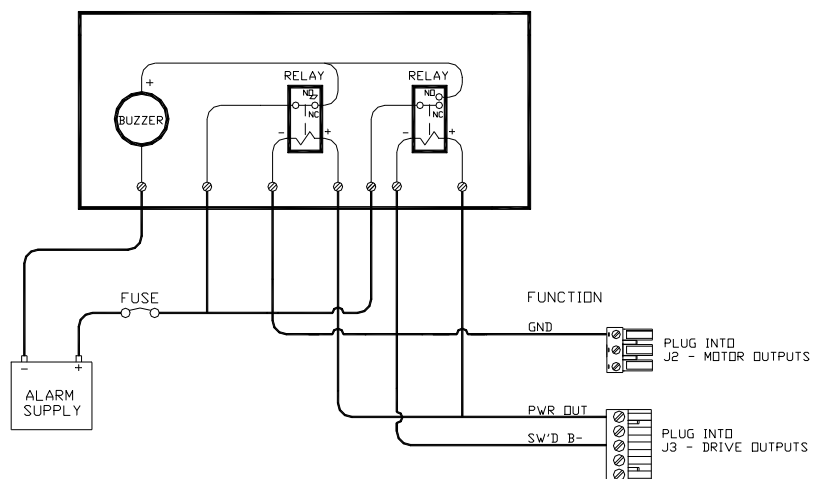 RELAY RELAY
NO NO
+
BUZZER
NC NC
- + - +
FUSE
FUNCTION
GND
PLUG INTO
J2 - MOTOR OUTPUTS
- +
ALARM
SUPPLY
PWR OUT
SW'D B-
PLUG INTO
J3 - DRIVE OUTPUTS